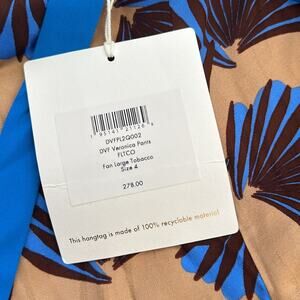 DVFPL2Q002
DVF Veronica Pants
FLTCO
Fan Large Tobacco
Size 4
278.00
This hangtag is made of 100% recyclable material